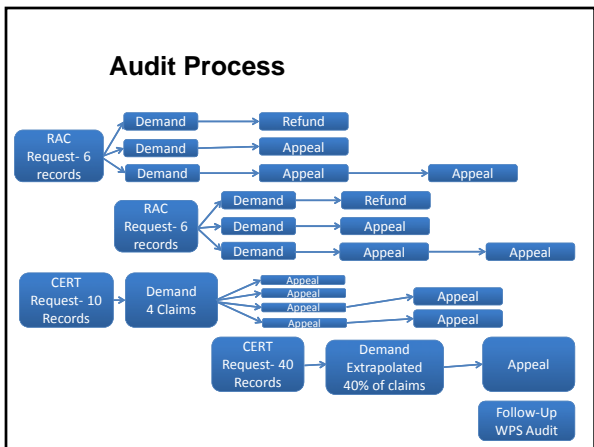 Audit Process
RAC
Request- 6
records
Demand
Refund
Demand
Appeal
Demand
Appeal
Appeal
RAC
Request- 6
records
Demand
Refund
Demand
Appeal
Demand
Appeal
Appeal
CERT
Request- 10
Records
Demand
4 Claims
Appeal
Appeal
Appeal
Appeal
Appeal
Appeal
CERT
Request- 40
Records
Demand
Extrapolated
40% of claims
Appeal
Follow-Up
WPS Audit